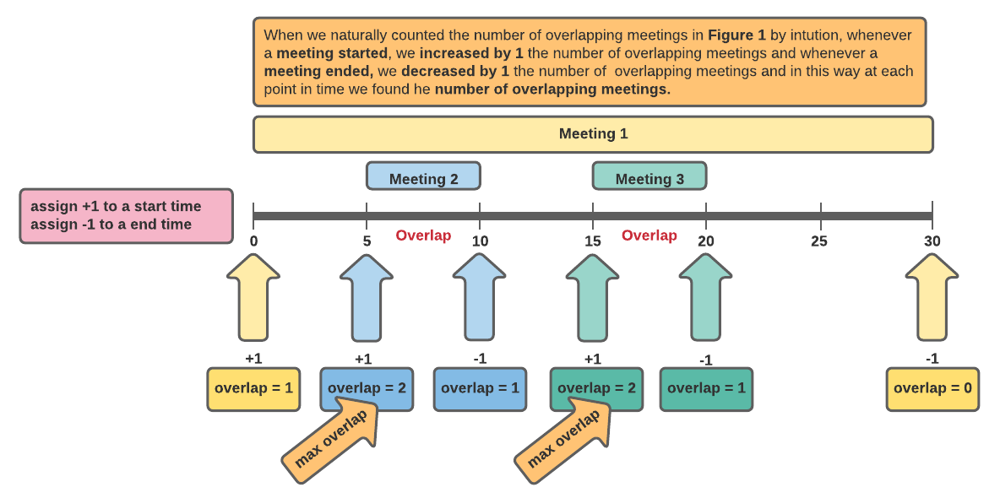 When we naturally counted the number of overlapping meetings in Figure 1 by intution, whenever
a meeting started, we increased by 1 the number of overlapping meetings and whenever a
meeting ended, we decreased by 1 the number of  overlapping meetings and in this way at each
point in time we found he number of overlapping meetings.
Meeting 1
Meeting 2
Meeting 3
assign +1 to a start time
assign -1 to a end time
0
5
Overlap
10
15
Overlap
20
25
30
+1
+1
-1
+1
-1
-1
overlap = 1
overlap = 2
overlap = 1
overlap = 2
overlap = 1
overlap = 0
max overlap
max overlap